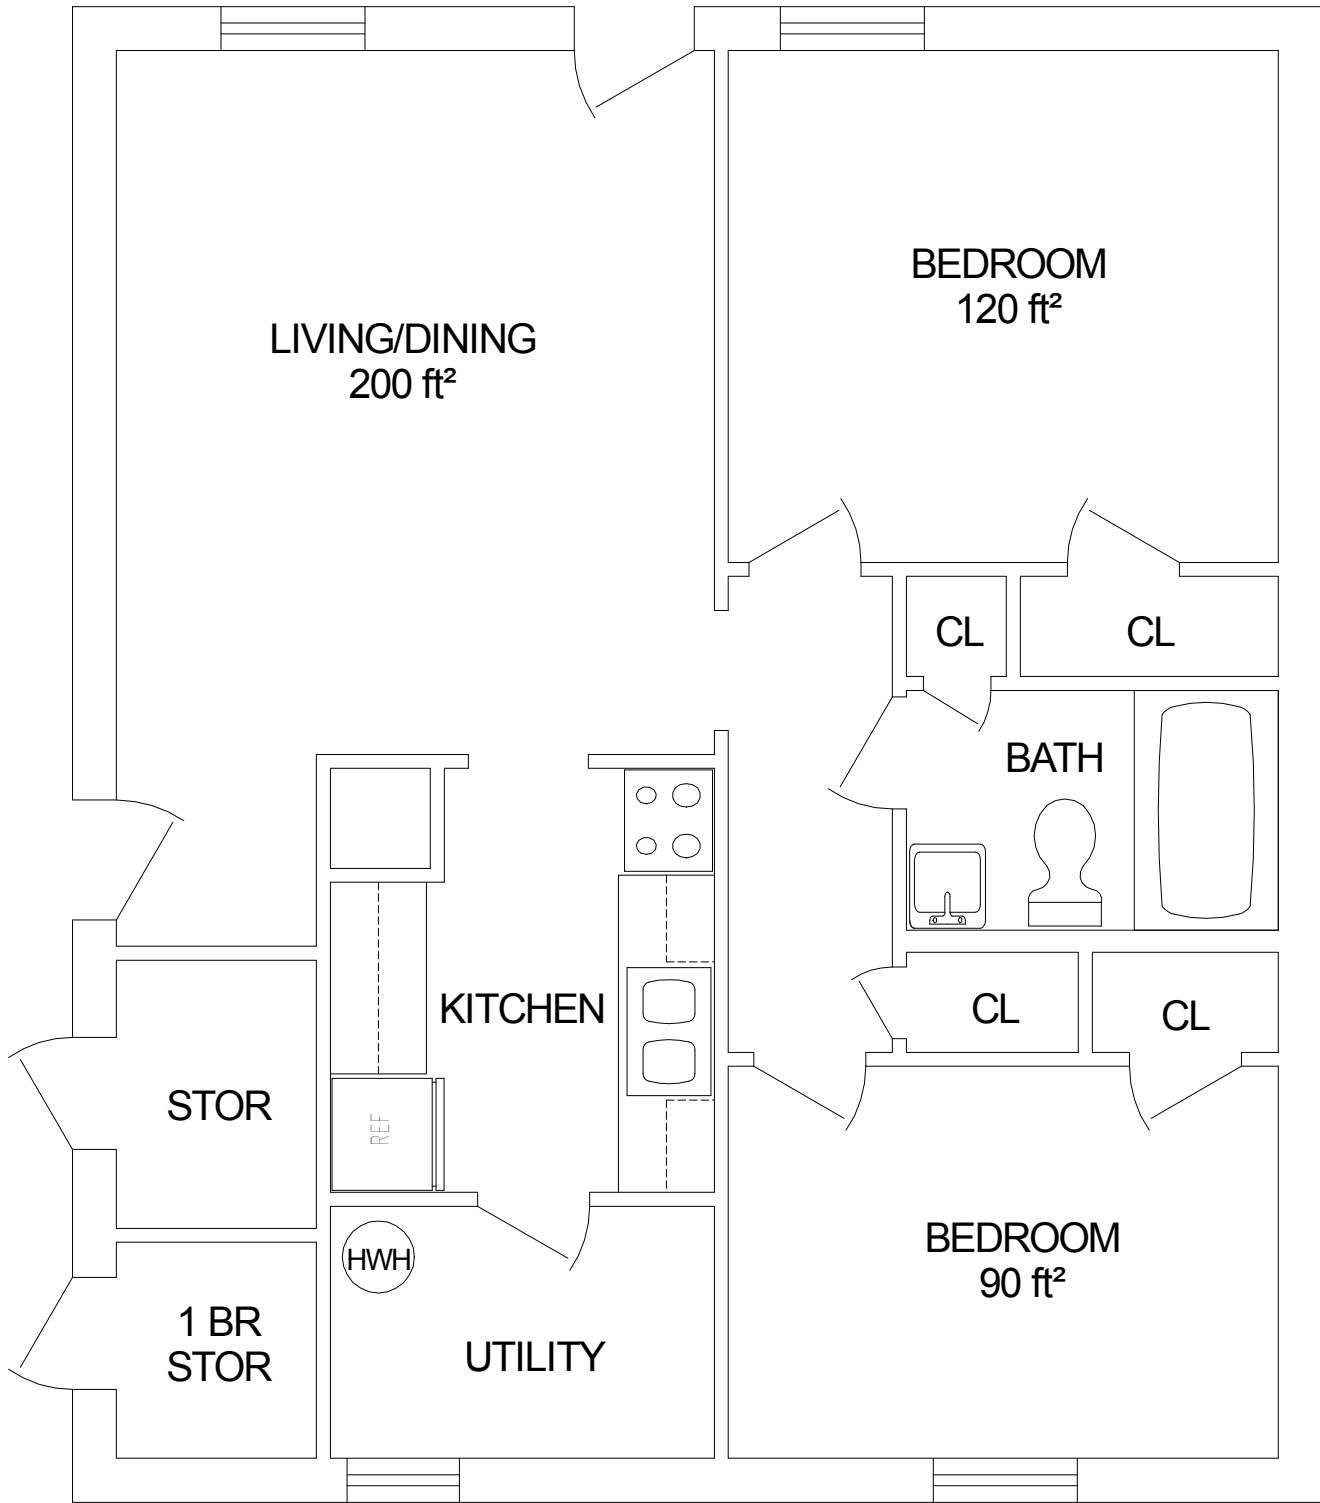 BEDROOM
120 ft²
LIVING/DINING
200 ft²
CL
CL
BATH
KITCHEN
CL
CL
STOR
REF
BEDROOM
90 ft²
HWH
1 BR
STOR
UTILITY